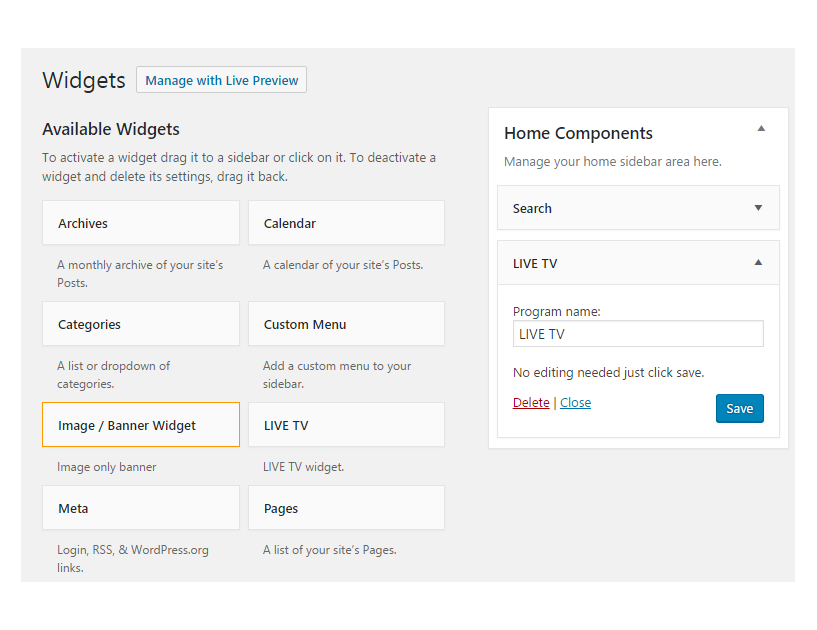 Widgets
Manage with Live Preview
Available Widgets
To activate a widget drag it to a sidebar or click on it. To deactivate a
widget and delete its settings, drag it back.
Archives
Calendar
A monthly archive of your site's
Posts.
A calendar of your site's Posts.
Categories
Custom Menu
A list or dropdown of
categories.
Add a custom menu to your
sidebar.
Image / Banner Widget
LIVE TV
Image only banner
LIVE TV widget.
Meta
Pages
Login, RSS, & WordPress.org
links.
A list of your site's Pages.
Home Components
Manage your home sidebar area here.
Search
LIVE TV
Program name:
LIVE TV
No editing needed just click save.
Delete | Close
Save